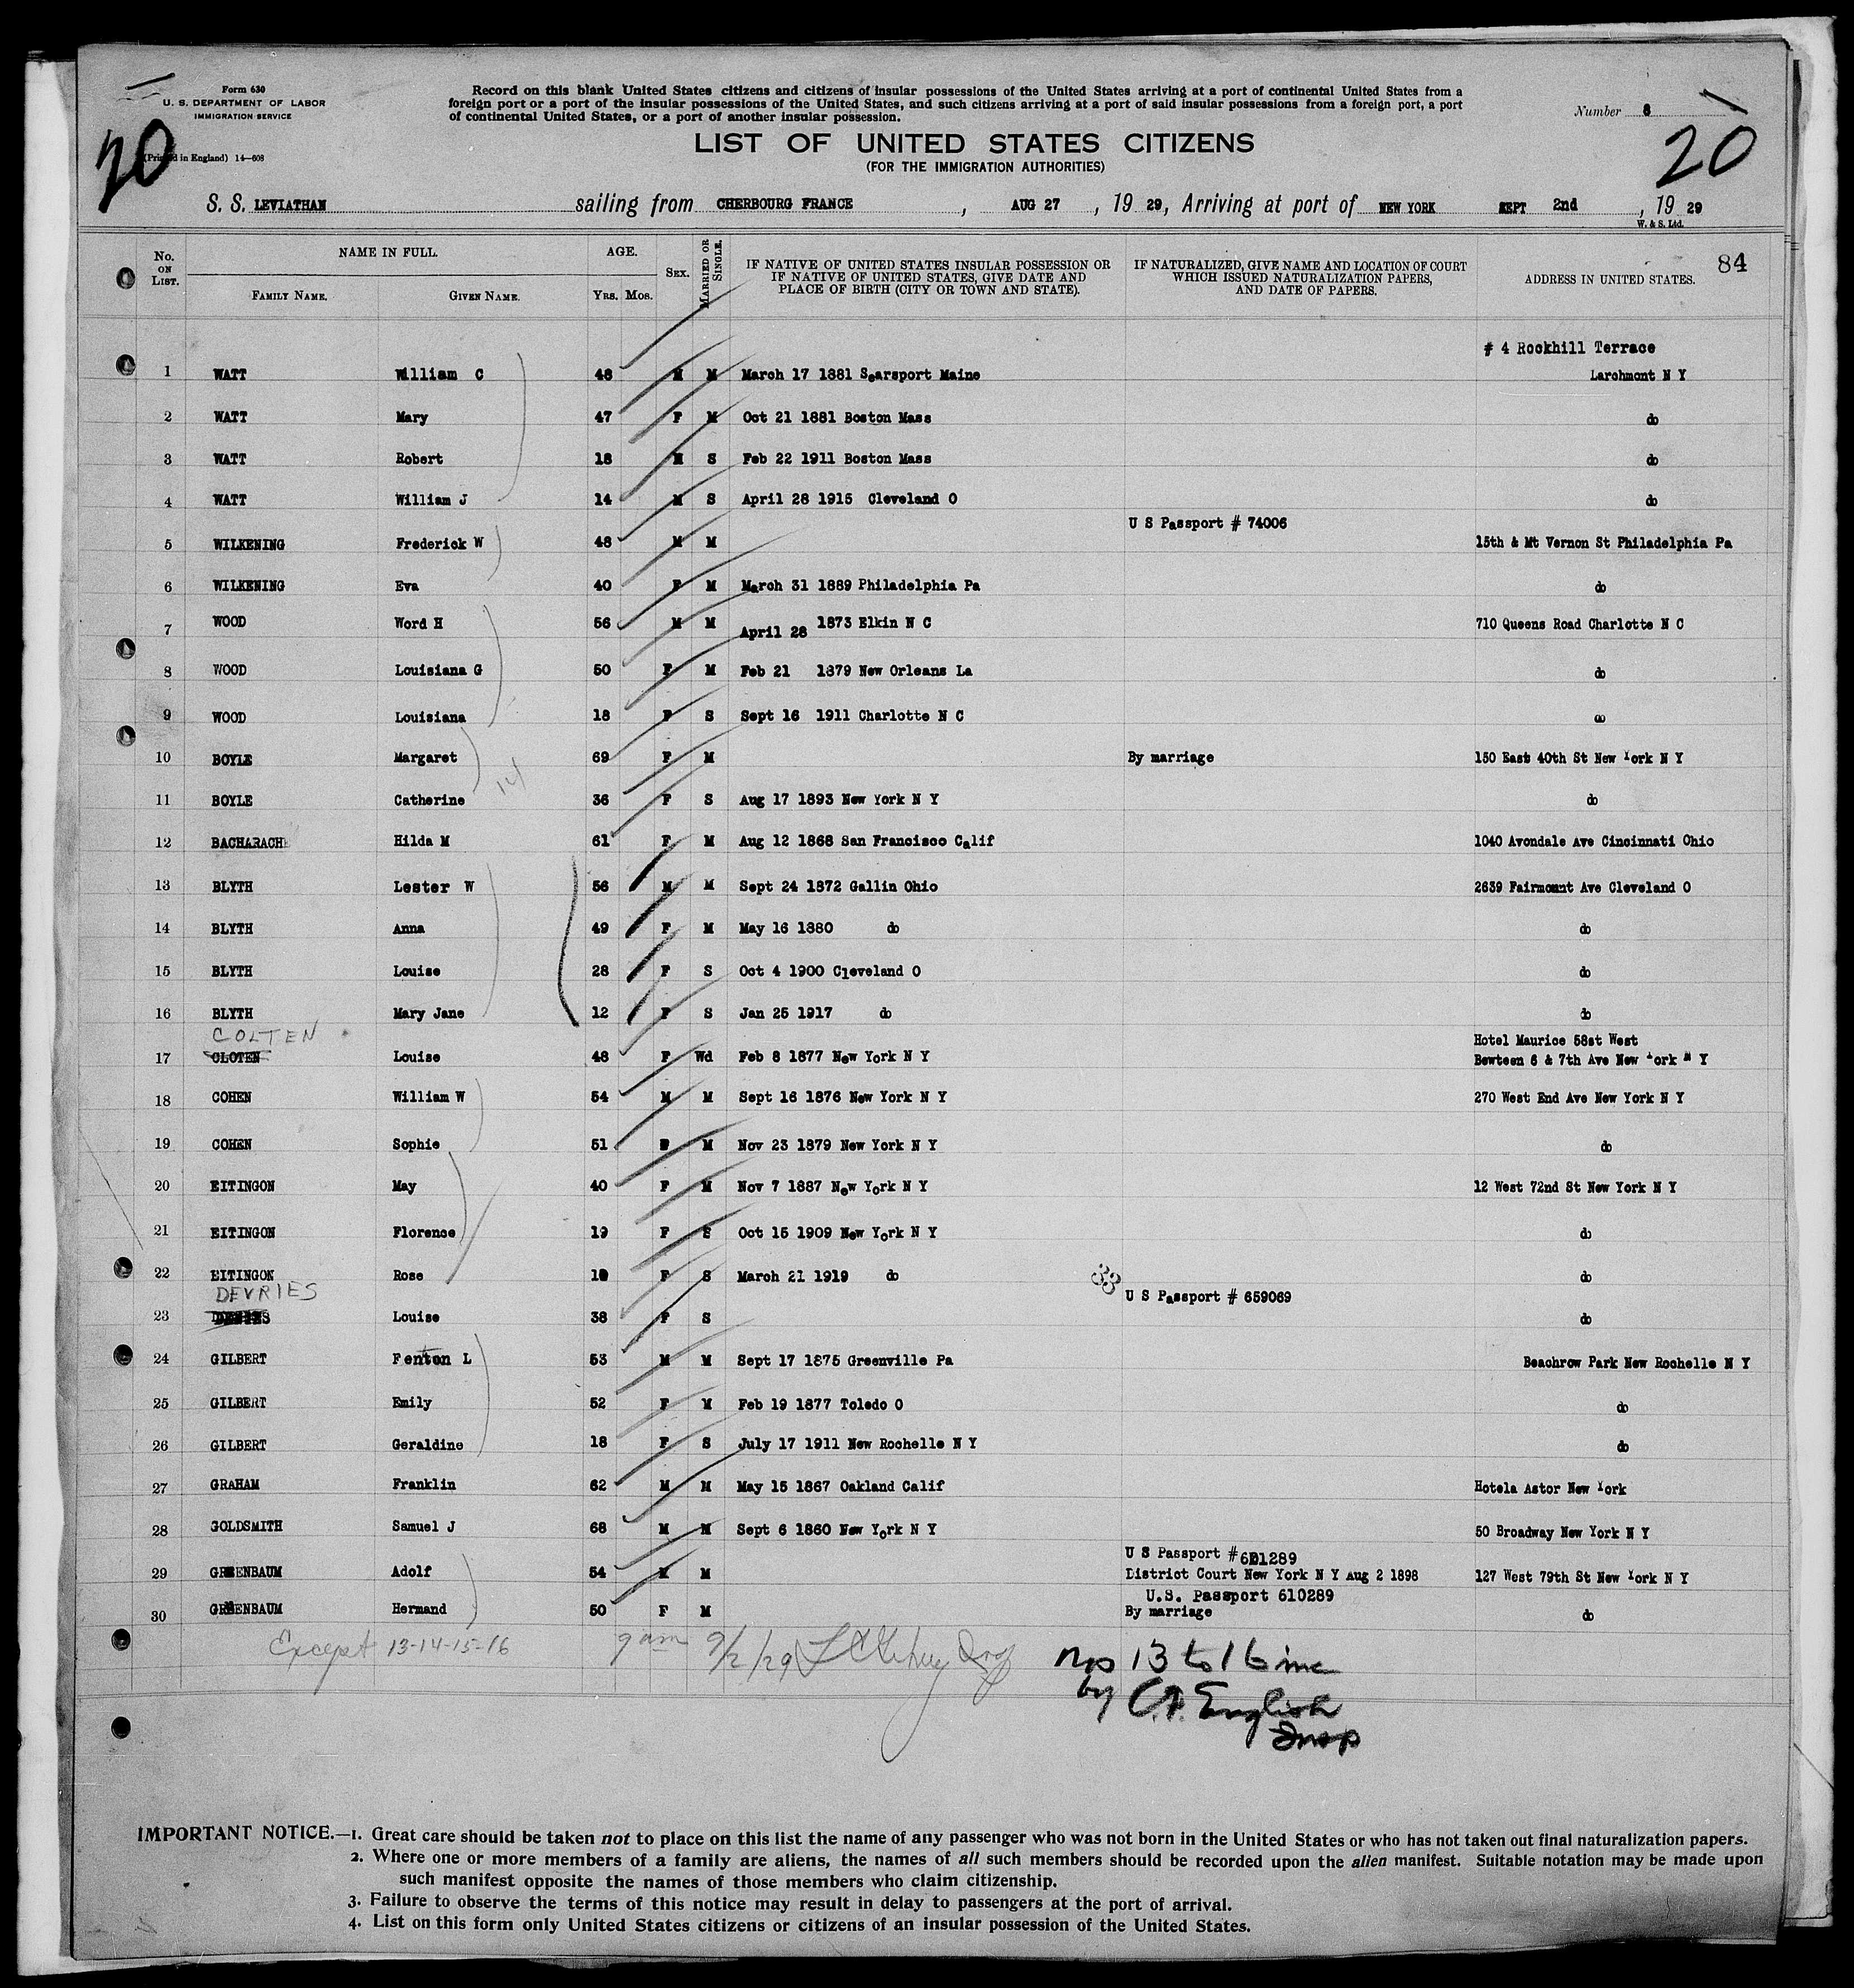 Form 630
U. S. DEPARTMENT OF LABOR
IMMIGRATION SERVICE
(Printed in England) 14—608
20
Record on this blank United States citizens and citizens of insular possessions of the United States arriving at a port of continental United States from a
foreign port or a port of the insular possessions of the United States, and such citizens arriving at a port of said insular possessions from a foreign port, a port
of continental United States, or a port of another insular possession.
Number 8
20
LIST OF UNITED STATES CITIZENS
(FOR THE IMMIGRATION AUTHORITIES)
S. S. LEVIATHAN sailing from CHERBOURG FRANCE , AUG 27 , 19 29, Arriving at port of NEW YORK SEPT 2nd , 19 29
W. & S. Ltd.
84
No. ON LIST. NAME IN FULL. FAMILY NAME. GIVEN NAME. AGE. YRS. MOS. SEX. MARRIED OR SINGLE. IF NATIVE OF UNITED STATES INSULAR POSSESSION OR IF NATIVE OF UNITED STATES, GIVE DATE AND PLACE OF BIRTH (CITY OR TOWN AND STATE). IF NATURALIZED, GIVE NAME AND LOCATION OF COURT WHICH ISSUED NATURALIZATION PAPERS, AND DATE OF PAPERS. ADDRESS IN UNITED STATES.
# 4 Rockhill Terrace
1 WATT William C 48 M M March 17 1881 Searsport Maine Larchmont N Y
2 WATT Mary 47 F M Oct 21 1881 Boston Mass do
3 WATT Robert 18 M S Feb 22 1911 Boston Mass do
4 WATT William J 14 M S April 28 1915 Cleveland O do
U S Passport # 74006
5 WILKENING Frederick W 48 M M 15th & Mt Vernon St Philadelphia Pa
6 WILKENING Eva 40 F M March 31 1889 Philadelphia Pa do
7 WOOD Word H 56 M M April 28 1873 Elkin N C 710 Queens Road Charlotte N C
8 WOOD Louisiana G 50 F M Feb 21 1879 New Orleans La do
9 WOOD Louisiana 18 F S Sept 16 1911 Charlotte N C do
10 BOYLE Margaret 69 F M By marriage 150 East 40th St New York N Y
11 BOYLE Catherine 36 F S Aug 17 1893 New York N Y do
12 BACHARACH Hilda M 61 F M Aug 12 1868 San Francisco Calif 1040 Avondale Ave Cincinnati Ohio
13 BLYTH Lester W 56 M M Sept 24 1872 Gallin Ohio 2639 Fairmount Ave Cleveland O
14 BLYTH Anna 49 F M May 16 1880 do do
15 BLYTH Louise 28 F S Oct 4 1900 Cleveland O do
16 BLYTH Mary Jane 12 F S Jan 25 1917 do do
COLTEN Hotel Maurice 58st West
17 CLOTEN Louise 48 F Wd Feb 8 1877 New York N Y Bewteen 6 & 7th Ave New York N Y
18 COHEN William W 54 M M Sept 16 1876 New York N Y 270 West End Ave New York N Y
19 COHEN Sophie 51 F M Nov 23 1879 New York N Y do
20 EITINGON May 40 F M Nov 7 1887 New York N Y 12 West 72nd St New York N Y
21 EITINGON Florence 19 F S Oct 15 1909 New York N Y do
22 EITINGON Rose 10 F S March 21 1919 do do
DEVRIES 33 U S Passport # 659069
23 Louise 38 F S do
24 GILBERT Fenton L 53 M M Sept 17 1875 Greenville Pa Beachrow Park New Rochelle N Y
25 GILBERT Emily 52 F M Feb 19 1877 Toledo O do
26 GILBERT Geraldine 18 F S July 17 1911 New Rochelle N Y do
27 GRAHAM Franklin 62 M M May 15 1867 Oakland Calif Hotela Astor New York
28 GOLDSMITH Samuel J 68 M M Sept 6 1860 New York N Y 50 Broadway New York N Y
U S Passport #
29 GREENBAUM Adolf 54 M M District Court New York N Y Aug 2 1898 127 West 79th St New York N Y
U.S. Passport 610289
30 GREENBAUM Hermand 50 F M By marriage do
Except 13-14-15-16 9 am 9/2/29
Nos 13 to 16 inc
by C.A. English
Insp
IMPORTANT NOTICE.—1. Great care should be taken not to place on this list the name of any passenger who was not born in the United States or who has not taken out final naturalization papers.
2. Where one or more members of a family are aliens, the names of all such members should be recorded upon the alien manifest. Suitable notation may be made upon
such manifest opposite the names of those members who claim citizenship.
3. Failure to observe the terms of this notice may result in delay to passengers at the port of arrival.
4. List on this form only United States citizens or citizens of an insular possession of the United States.